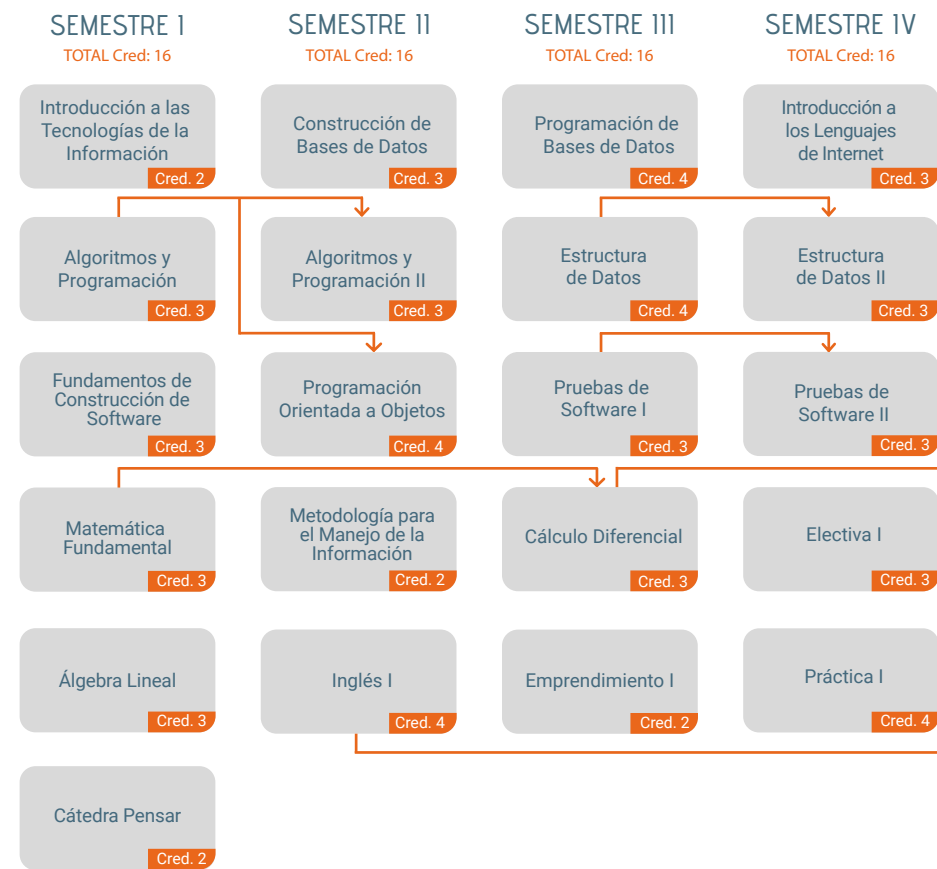 SEMESTRE I
TOTAL Cred: 16
Introducción a las
Tecnologías de la
Información
Cred. 2
Algoritmos y
Programación
Cred. 3
Fundamentos de
Construcción de
Software
Cred. 3
Matemática
Fundamental
Cred. 3
Álgebra Lineal
Cred. 3
Cátedra Pensar
Cred. 2
SEMESTRE II
TOTAL Cred: 16
Construcción de
Bases de Datos
Cred. 3
Algoritmos y
Programación II
Cred. 3
Programación
Orientada a Objetos
Cred. 4
Metodología para
el Manejo de la
Información
Cred. 2
Inglés I
Cred. 4
SEMESTRE III
TOTAL Cred: 16
Programación de
Bases de Datos
Cred. 4
Estructura
de Datos
Cred. 4
Pruebas de
Software I
Cred. 3
Cálculo Diferencial
Cred. 3
Emprendimiento I
Cred. 2
SEMESTRE IV
TOTAL Cred: 16
Introducción a
los Lenguajes
de Internet
Cred. 3
Estructura
de Datos II
Cred. 3
Pruebas de
Software II
Cred. 3
Electiva I
Cred. 3
Práctica I
Cred. 4